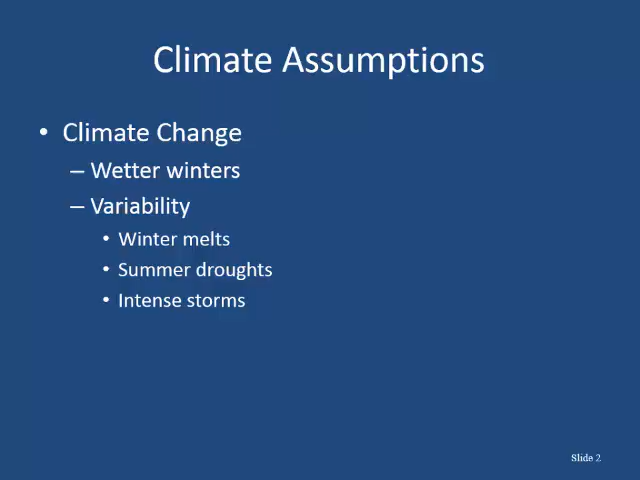 Climate Assumptions
• Climate Change
– Wetter winters
– Variability
• Winter melts
• Summer droughts
• Intense storms
Slide 2